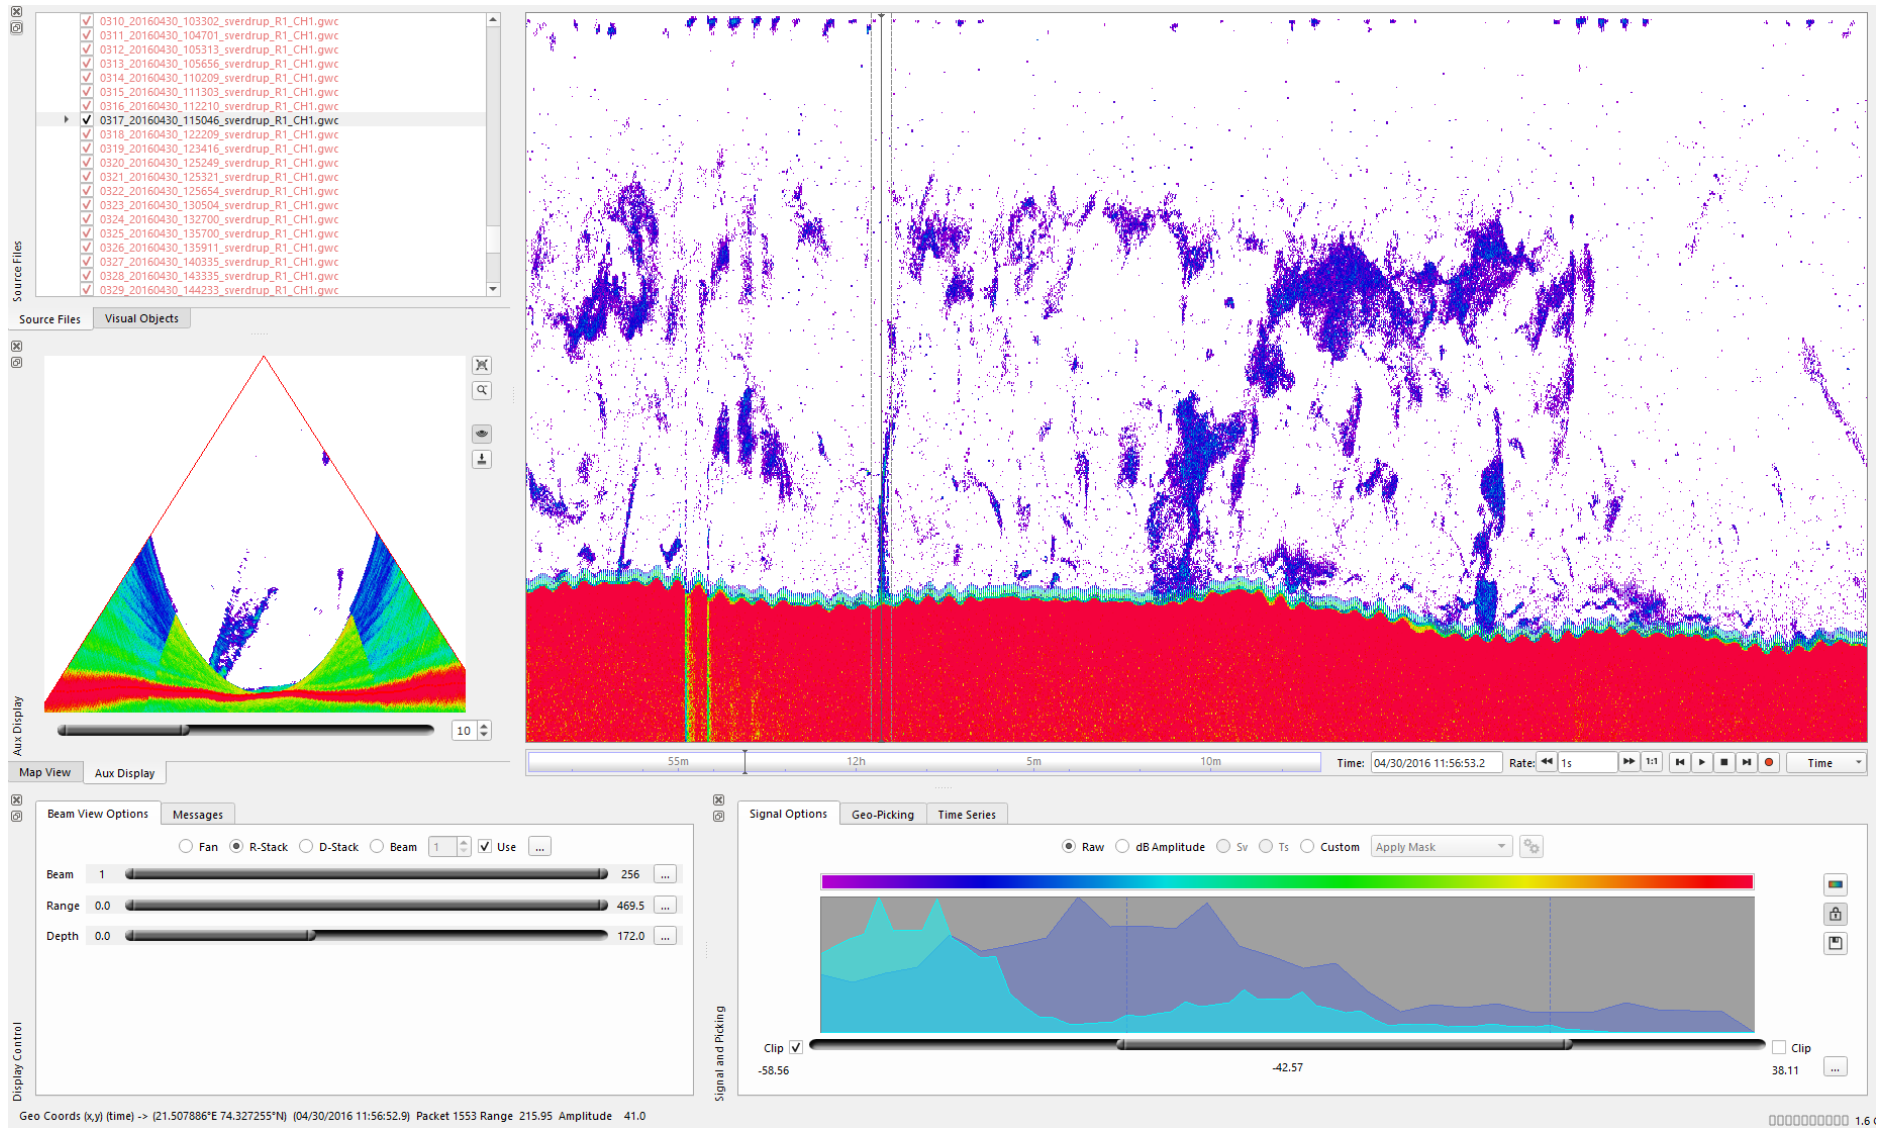 0310_20160430_103302_sverdrup_R1_CH1.gwc
0311_20160430_104701_sverdrup_R1_CH1.gwc
0312_20160430_105313_sverdrup_R1_CH1.gwc
0313_20160430_105656_sverdrup_R1_CH1.gwc
0314_20160430_110209_sverdrup_R1_CH1.gwc
0315_20160430_111303_sverdrup_R1_CH1.gwc
0316_20160430_112210_sverdrup_R1_CH1.gwc
0317_20160430_115046_sverdrup_R1_CH1.gwc
0318_20160430_122209_sverdrup_R1_CH1.gwc
0319_20160430_123416_sverdrup_R1_CH1.gwc
0320_20160430_125249_sverdrup_R1_CH1.gwc
0321_20160430_125321_sverdrup_R1_CH1.gwc
0322_20160430_125654_sverdrup_R1_CH1.gwc
0323_20160430_130504_sverdrup_R1_CH1.gwc
0324_20160430_132700_sverdrup_R1_CH1.gwc
0325_20160430_135700_sverdrup_R1_CH1.gwc
0326_20160430_135911_sverdrup_R1_CH1.gwc
0327_20160430_140335_sverdrup_R1_CH1.gwc
0328_20160430_143335_sverdrup_R1_CH1.gwc
0329_20160430_144233_sverdrup_R1_CH1.gwc
Source Files
Source Files Visual Objects
Aux Display
10
Map View Aux Display
55m 12h 5m 10m
Time: 04/30/2016 11:56:53.2 Rate: 1s 1:1 Time
Beam View Options Messages
Fan R-Stack D-Stack Beam 1 Use ...
Beam 1 256 ...
Range 0.0 469.5 ...
Depth 0.0 172.0 ...
Display Control
Signal Options Geo-Picking Time Series
Raw dB Amplitude Sv Ts Custom Apply Mask
Signal and Picking
Clip Clip
-58.56 -42.57 38.11 ...
Geo Coords (x,y) (time) -> (21.507886°E 74.327255°N) (04/30/2016 11:56:52.9) Packet 1553 Range 215.95 Amplitude 41.0
1.6